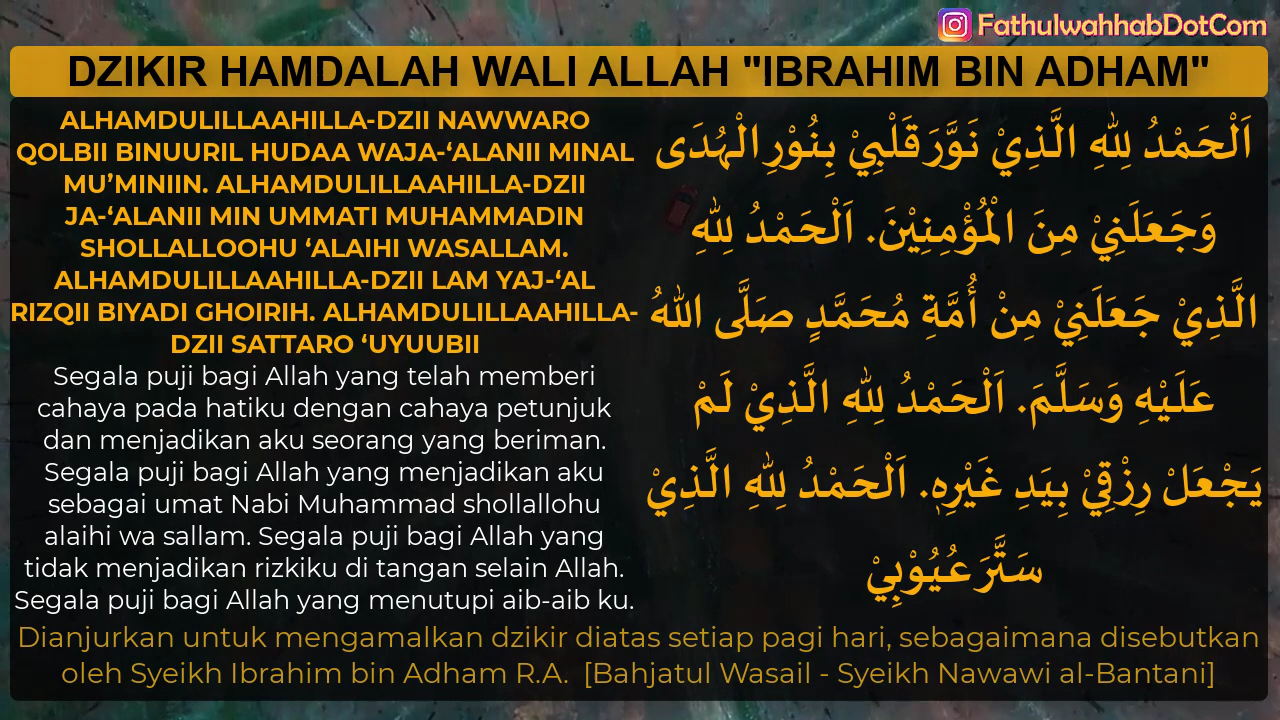 FathulwahhabDotCom
DZIKIR HAMDALAH WALI ALLAH "IBRAHIM BIN ADHAM"
ALHAMDULILLAAHILLA-DZII NAWWARO
QOLBII BINUURIL HUDAA WAJA-‘ALANII MINAL
MU’MINIIN. ALHAMDULILLAAHILLA-DZII
JA-‘ALANII MIN UMMATI MUHAMMADIN
SHOLLALLOOHU ‘ALAIHI WASALLAM.
ALHAMDULILLAAHILLA-DZII LAM YAJ-‘AL
RIZQII BIYADI GHOIRIH. ALHAMDULILLAAHILLA-
DZII SATTARO ‘UYUUBII
Segala puji bagi Allah yang telah memberi
cahaya pada hatiku dengan cahaya petunjuk
dan menjadikan aku seorang yang beriman.
Segala puji bagi Allah yang menjadikan aku
sebagai umat Nabi Muhammad shollallohu
alaihi wa sallam. Segala puji bagi Allah yang
tidak menjadikan rizkiku di tangan selain Allah.
Segala puji bagi Allah yang menutupi aib-aib ku.
اَلْحَمْدُ لِلّٰهِ الَّذِيْ نَوَّرَ قَلْبِيْ بِنُوْرِ الْهُدَى
وَجَعَلَنِيْ مِنَ الْمُؤْمِنِيْنَ. اَلْحَمْدُ لِلّٰهِ
الَّذِيْ جَعَلَنِيْ مِنْ أُمَّةِ مُحَمَّدٍ صَلَّى اللهُ
عَلَيْهِ وَسَلَّمَ. اَلْحَمْدُ لِلّٰهِ الَّذِيْ لَمْ
يَجْعَلْ رِزْقِيْ بِيَدِ غَيْرِهٖ. اَلْحَمْدُ لِلّٰهِ الَّذِيْ
سَتَّرَ عُيُوْبِيْ
Dianjurkan untuk mengamalkan dzikir diatas setiap pagi hari, sebagaimana disebutkan
oleh Syeikh Ibrahim bin Adham R.A. [Bahjatul Wasail - Syeikh Nawawi al-Bantani]